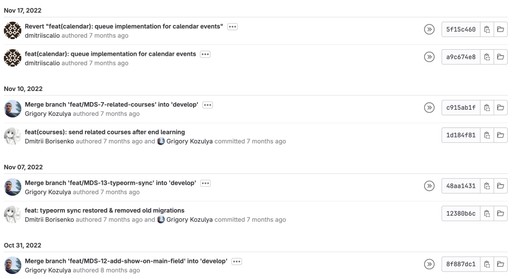 Nov 17, 2022
Revert "feat(calendar): queue implementation for calendar events"
dmitriiscalio authored 7 months ago
5f15c460
feat(calendar): queue implementation for calendar events
dmitriiscalio authored 7 months ago
a9c674e8
Nov 10, 2022
Merge branch 'feat/MDS-7-related-courses' into 'develop'
Grigory Kozulya authored 7 months ago
c915ab1f
feat(courses): send related courses after end learning
Dmitrii Borisenko authored 7 months ago and Grigory Kozulya committed 7 months ago
1d184f81
Nov 07, 2022
Merge branch 'feat/MDS-13-typeorm-sync' into 'develop'
Grigory Kozulya authored 7 months ago
48aa1431
feat: typeorm sync restored & removed old migrations
Dmitrii Borisenko authored 7 months ago and Grigory Kozulya committed 7 months ago
12380b6c
Oct 31, 2022
Merge branch 'feat/MDS-12-add-show-on-main-field' into 'develop'
Grigory Kozulya authored 8 months ago
8f887dc1